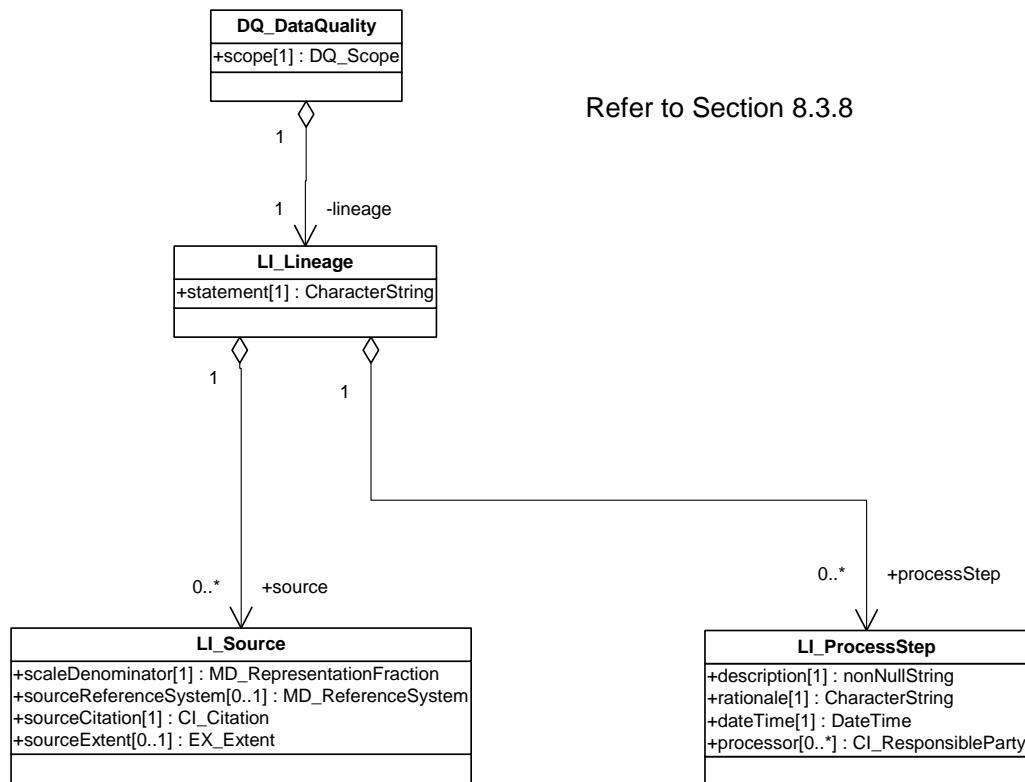 DQ_DataQuality
+scope[1] : DQ_Scope
Refer to Section 8.3.8
1
1 -lineage
LI_Lineage
+statement[1] : CharacterString
1
1
0..* +source
0..* +processStep
LI_Source
+scaleDenominator[1] : MD_RepresentationFraction
+sourceReferenceSystem[0..1] : MD_ReferenceSystem
+sourceCitation[1] : CI_Citation
+sourceExtent[0..1] : EX_Extent
LI_ProcessStep
+description[1] : nonNullString
+rationale[1] : CharacterString
+dateTime[1] : DateTime
+processor[0..*] : CI_ResponsibleParty